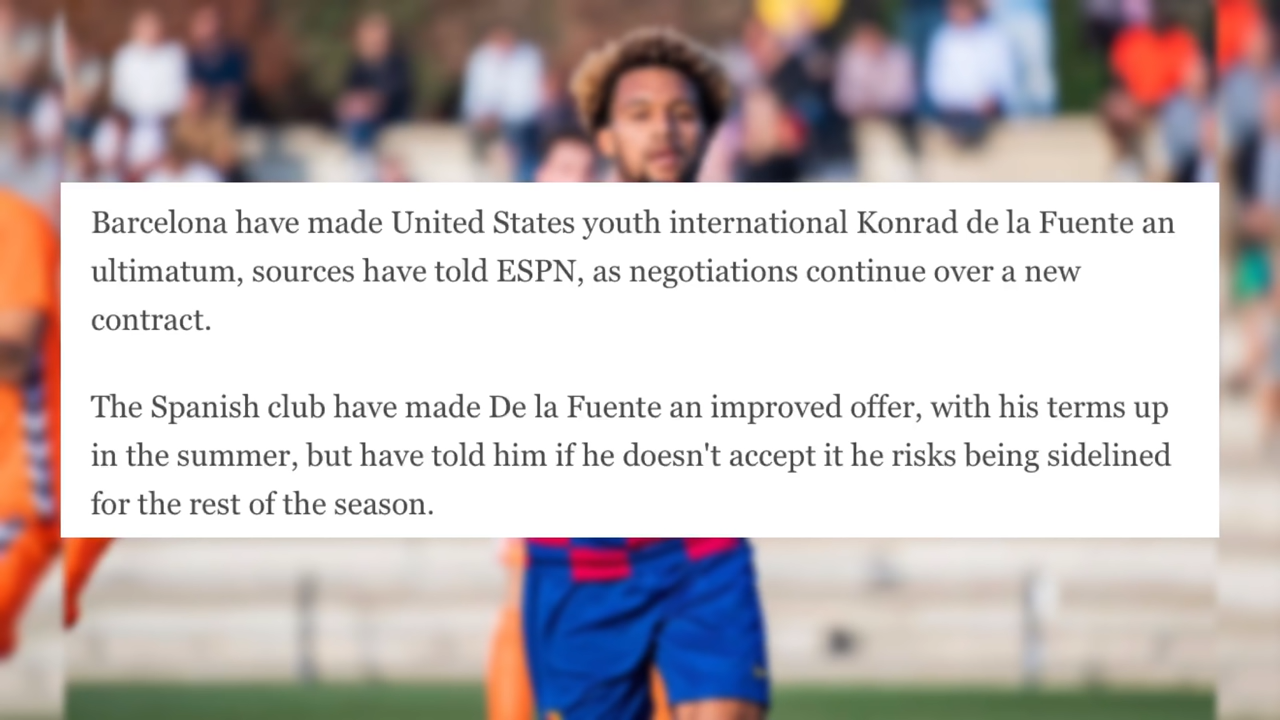 Barcelona have made United States youth international Konrad de la Fuente an
ultimatum, sources have told ESPN, as negotiations continue over a new
contract.
The Spanish club have made De la Fuente an improved offer, with his terms up
in the summer, but have told him if he doesn't accept it he risks being sidelined
for the rest of the season.